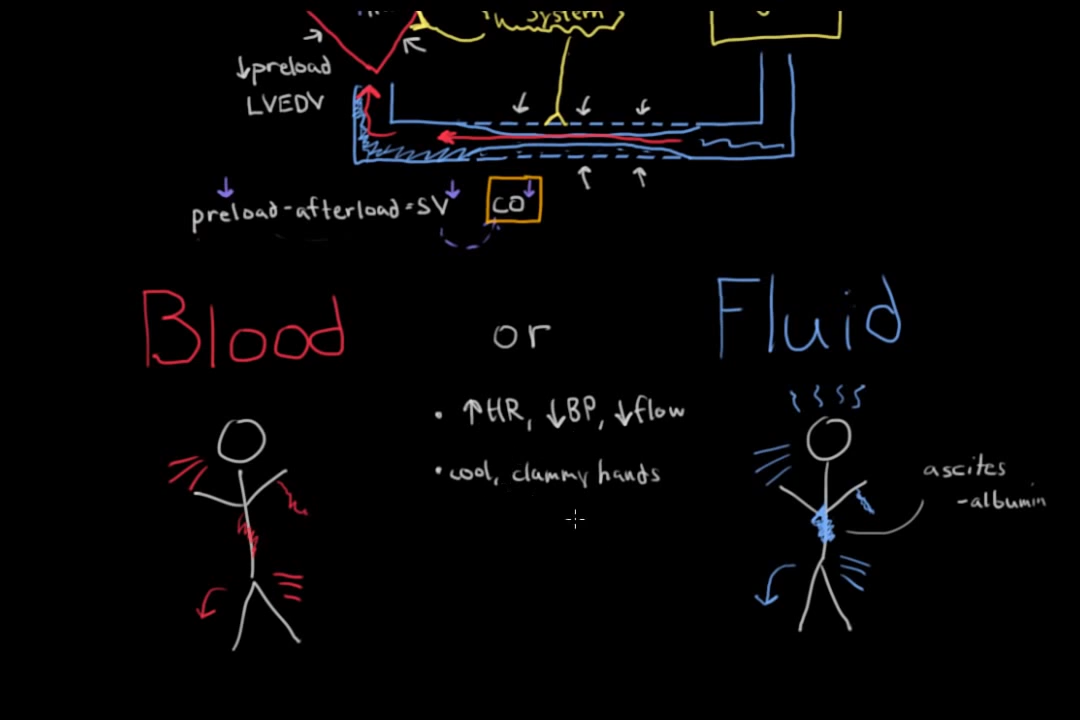 System
↓preload
LVEDV
preload-afterload=SV↓ CO↓
Blood or Fluid
• ↑HR, ↓BP, ↓flow
• cool, clammy hands
ascites
-albumin